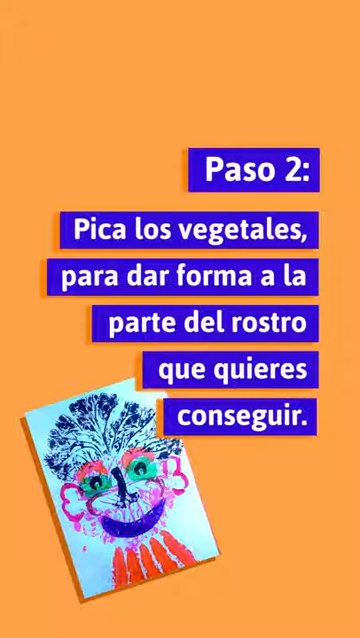 Paso 2:
Pica los vegetales,
para dar forma a la
parte del rostro
que quieres
conseguir.